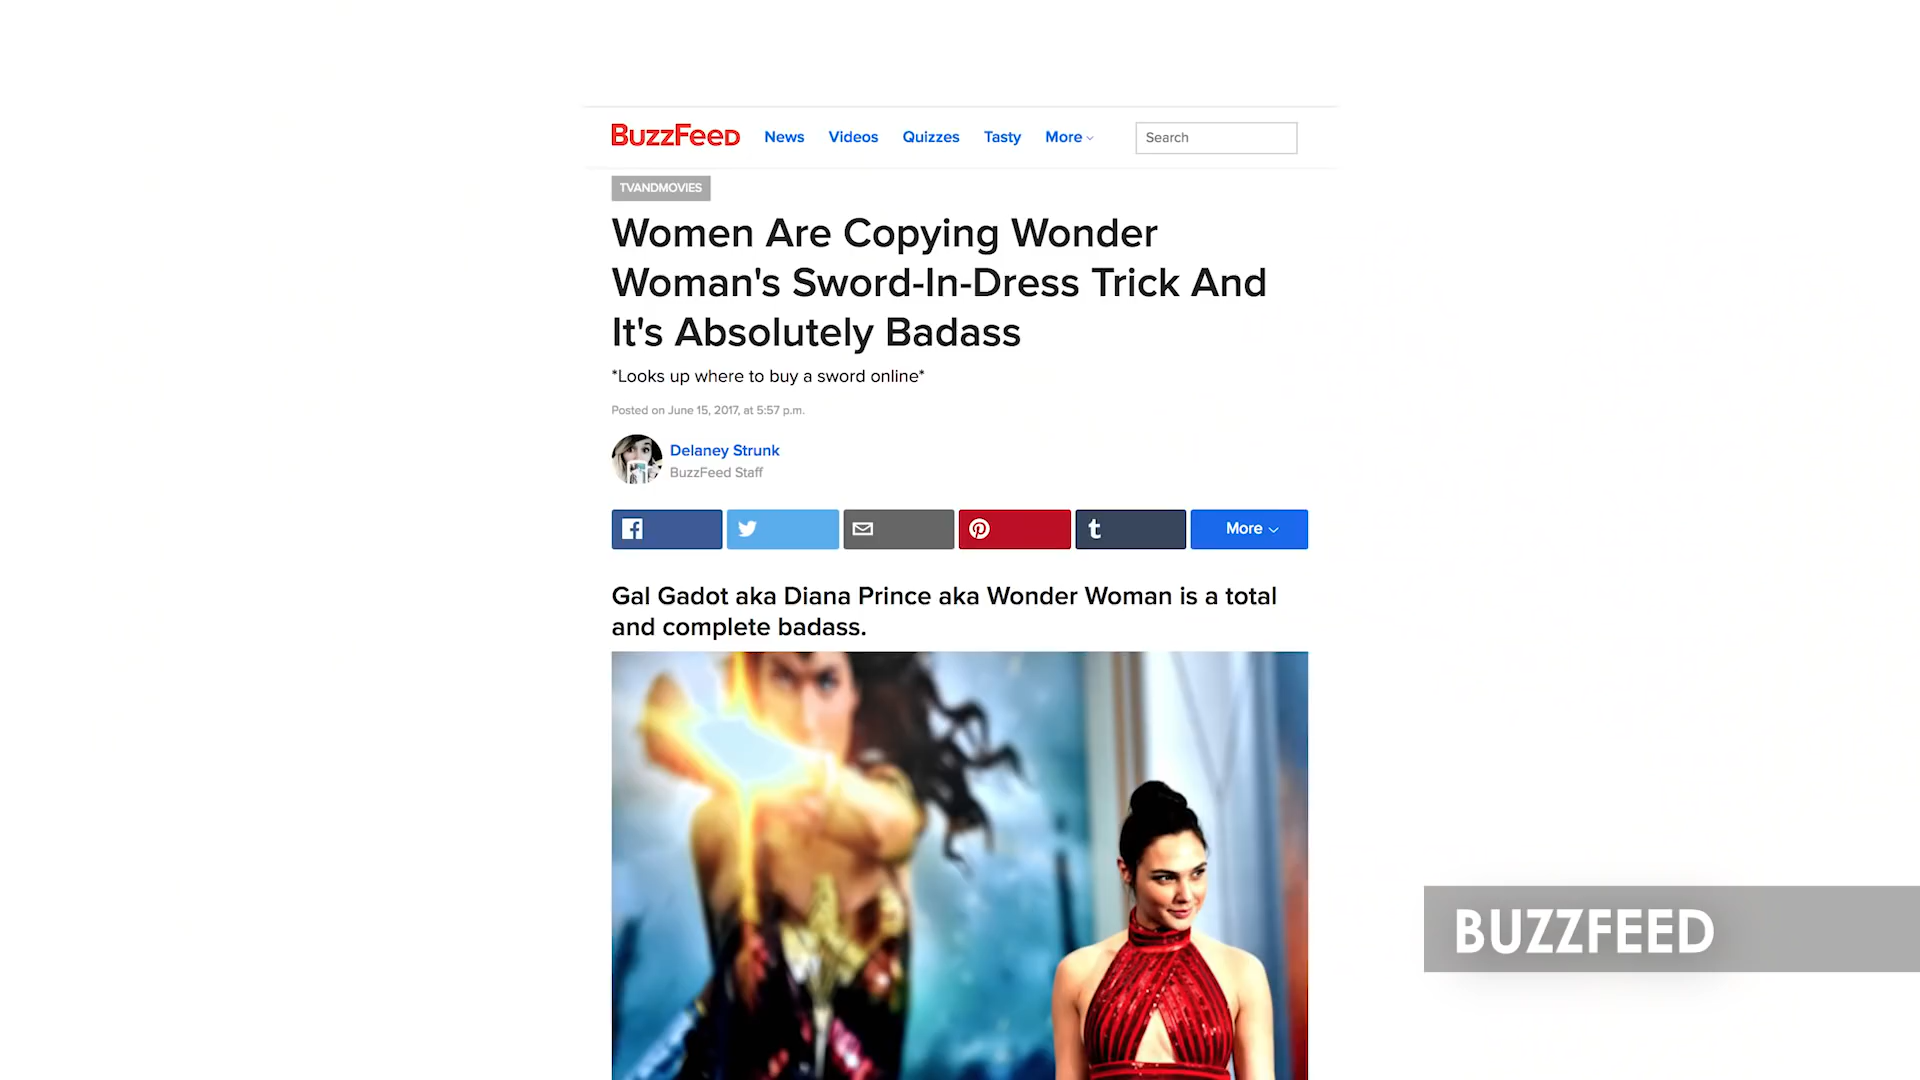 BuzzFeed News Videos Quizzes Tasty More Search
TVANDMOVIES
Women Are Copying Wonder
Woman's Sword-In-Dress Trick And
It's Absolutely Badass
*Looks up where to buy a sword online*
Posted on June 15, 2017, at 5:57 p.m.
Delaney Strunk
BuzzFeed Staff
More
Gal Gadot aka Diana Prince aka Wonder Woman is a total
and complete badass.
BUZZFEED